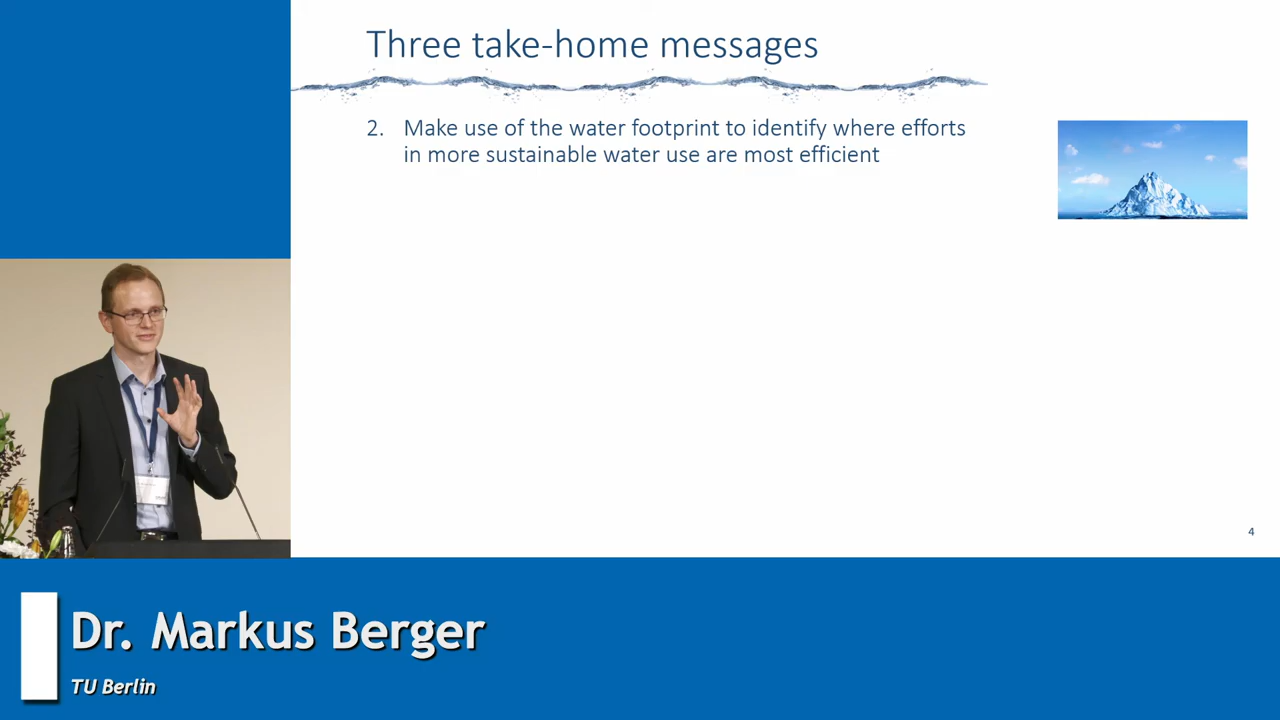 Three take-home messages
2. Make use of the water footprint to identify where efforts
in more sustainable water use are most efficient
4
Dr. Markus Berger
TU Berlin